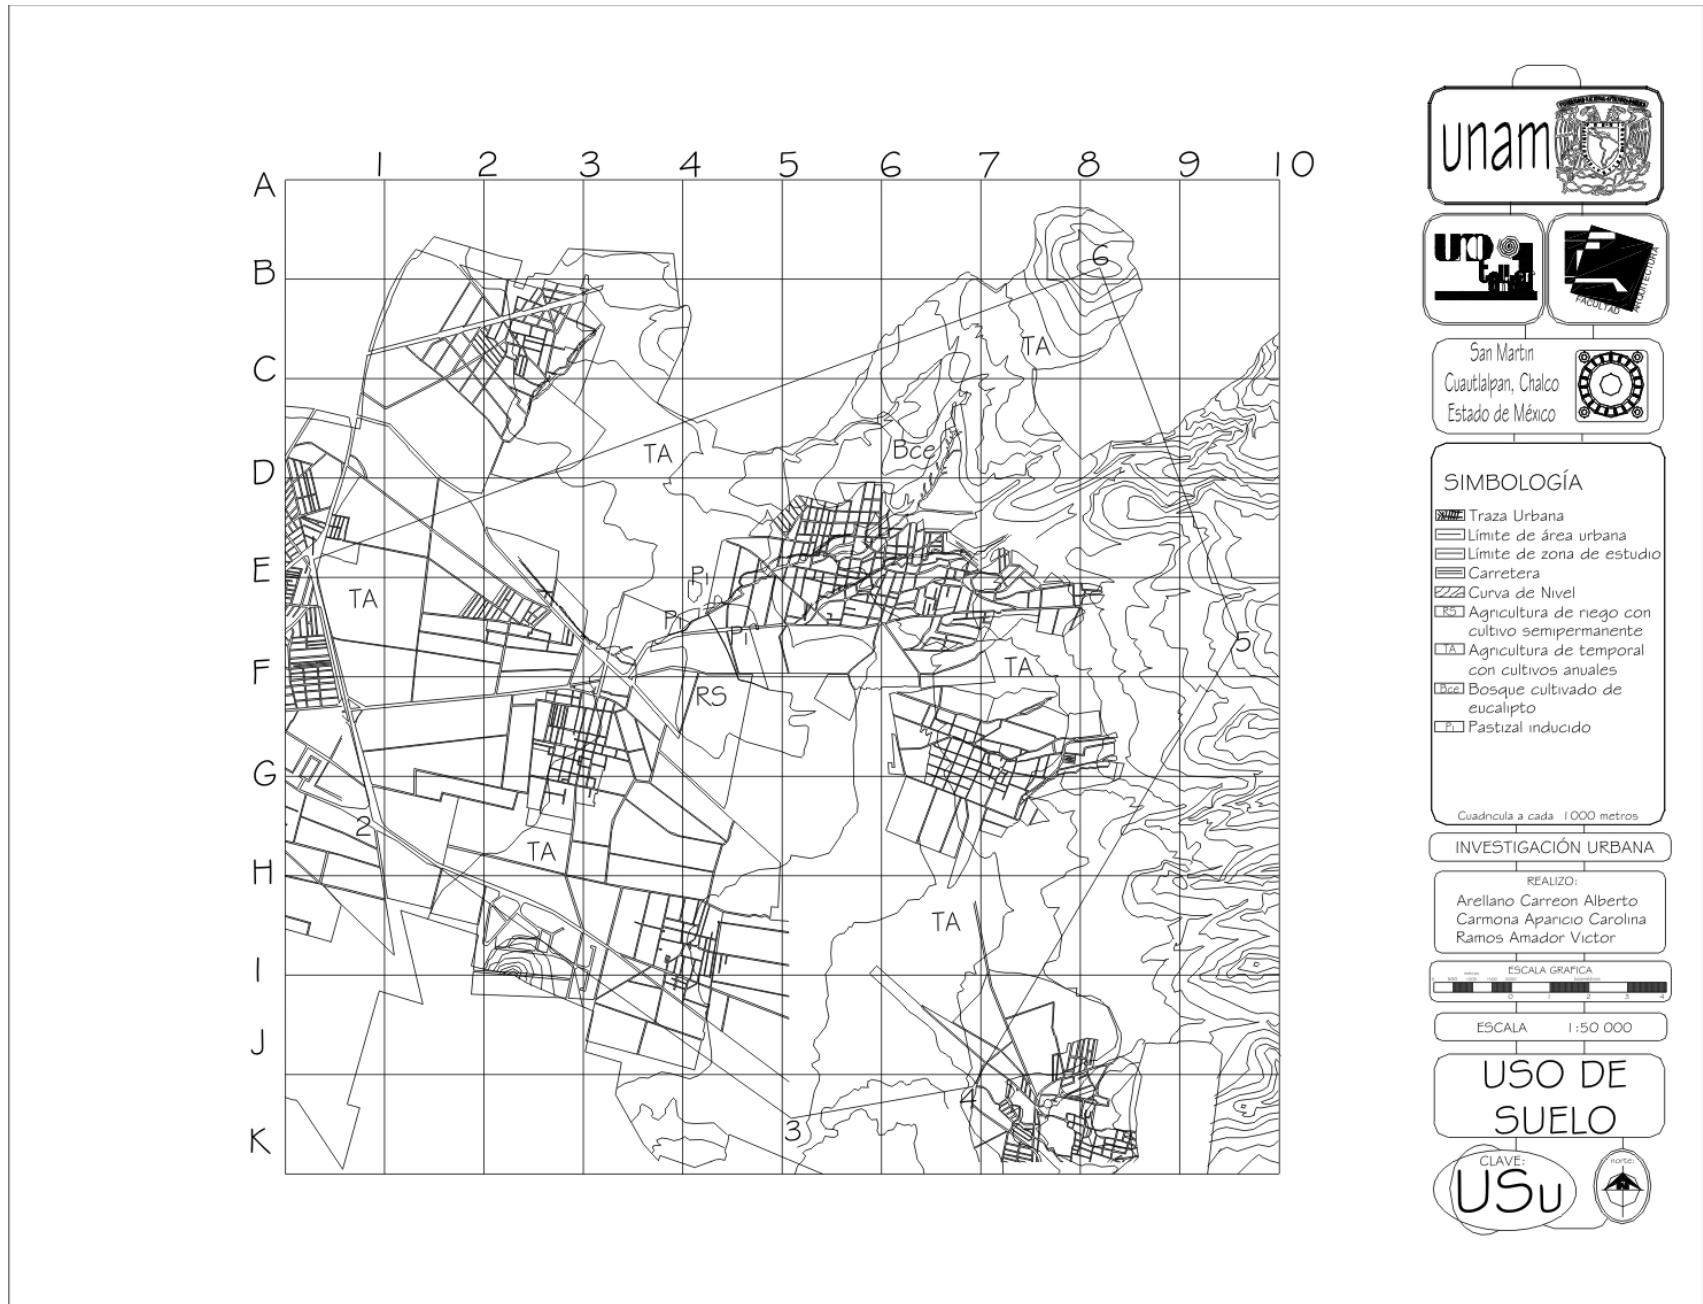 1 2 3 4 5 6 7 8 9 10
A
B
C
D
E
F
G
H
I
J
K
6
TA
TA
Bce
TA
Pi
Pi
Pi
5
TA
RS
2
TA
TA
4
3
unam
FACULTAD
ARQUITECTURA
San Martin
Cuautlalpan, Chalco
Estado de México
SIMBOLOGÍA
Traza Urbana
Límite de área urbana
Límite de zona de estudio
Carretera
Curva de Nivel
RS Agricultura de riego con
cultivo semipermanente
TA Agricultura de temporal
con cultivos anuales
Bce Bosque cultivado de
eucalipto
Pi Pastizal inducido
Cuadricula a cada 1000 metros
INVESTIGACIÓN URBANA
REALIZO:
Arellano Carreon Alberto
Carmona Aparicio Carolina
Ramos Amador Victor
ESCALA GRAFICA
0 1 2 3 4
ESCALA 1:50 000
USO DE
SUELO
CLAVE:
USu
norte: